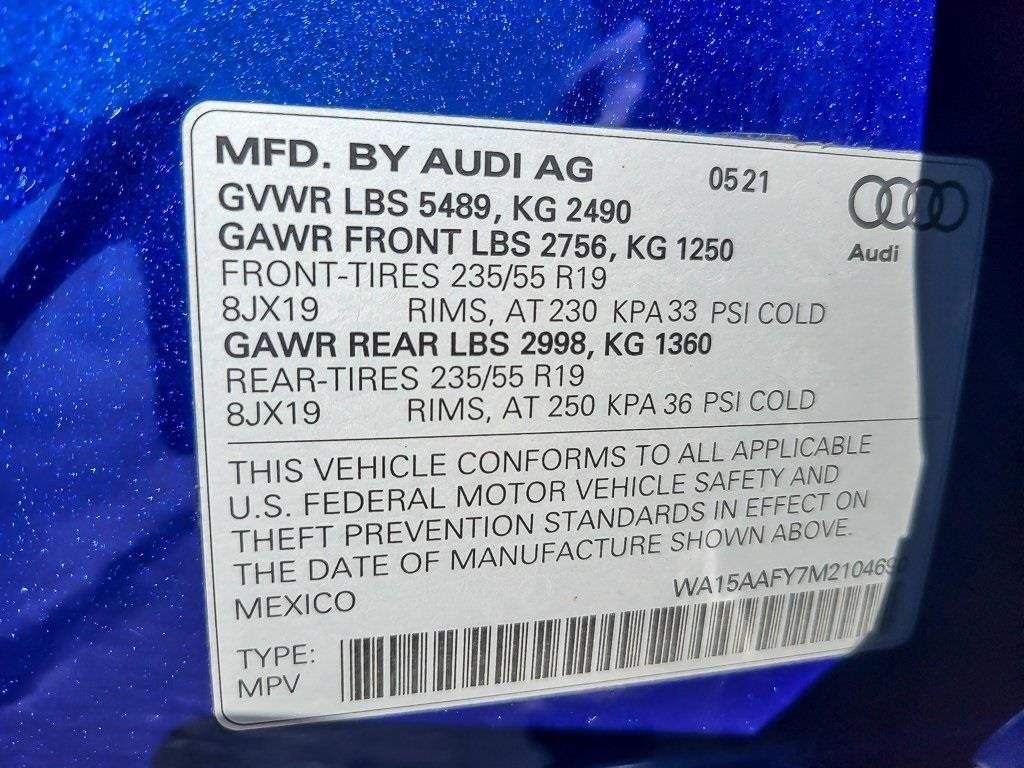 MFD. BY AUDI AG 0521
GVWR LBS 5489, KG 2490
GAWR FRONT LBS 2756, KG 1250
Audi
FRONT-TIRES 235/55 R19
8JX19 RIMS, AT 230 KPA 33 PSI COLD
GAWR REAR LBS 2998, KG 1360
REAR-TIRES 235/55 R19
8JX19 RIMS, AT 250 KPA 36 PSI COLD
THIS VEHICLE CONFORMS TO ALL APPLICABLE
U.S. FEDERAL MOTOR VEHICLE SAFETY AND
THEFT PREVENTION STANDARDS IN EFFECT ON
THE DATE OF MANUFACTURE SHOWN ABOVE.
MEXICO WA15AAFY7M2104690
TYPE:
MPV